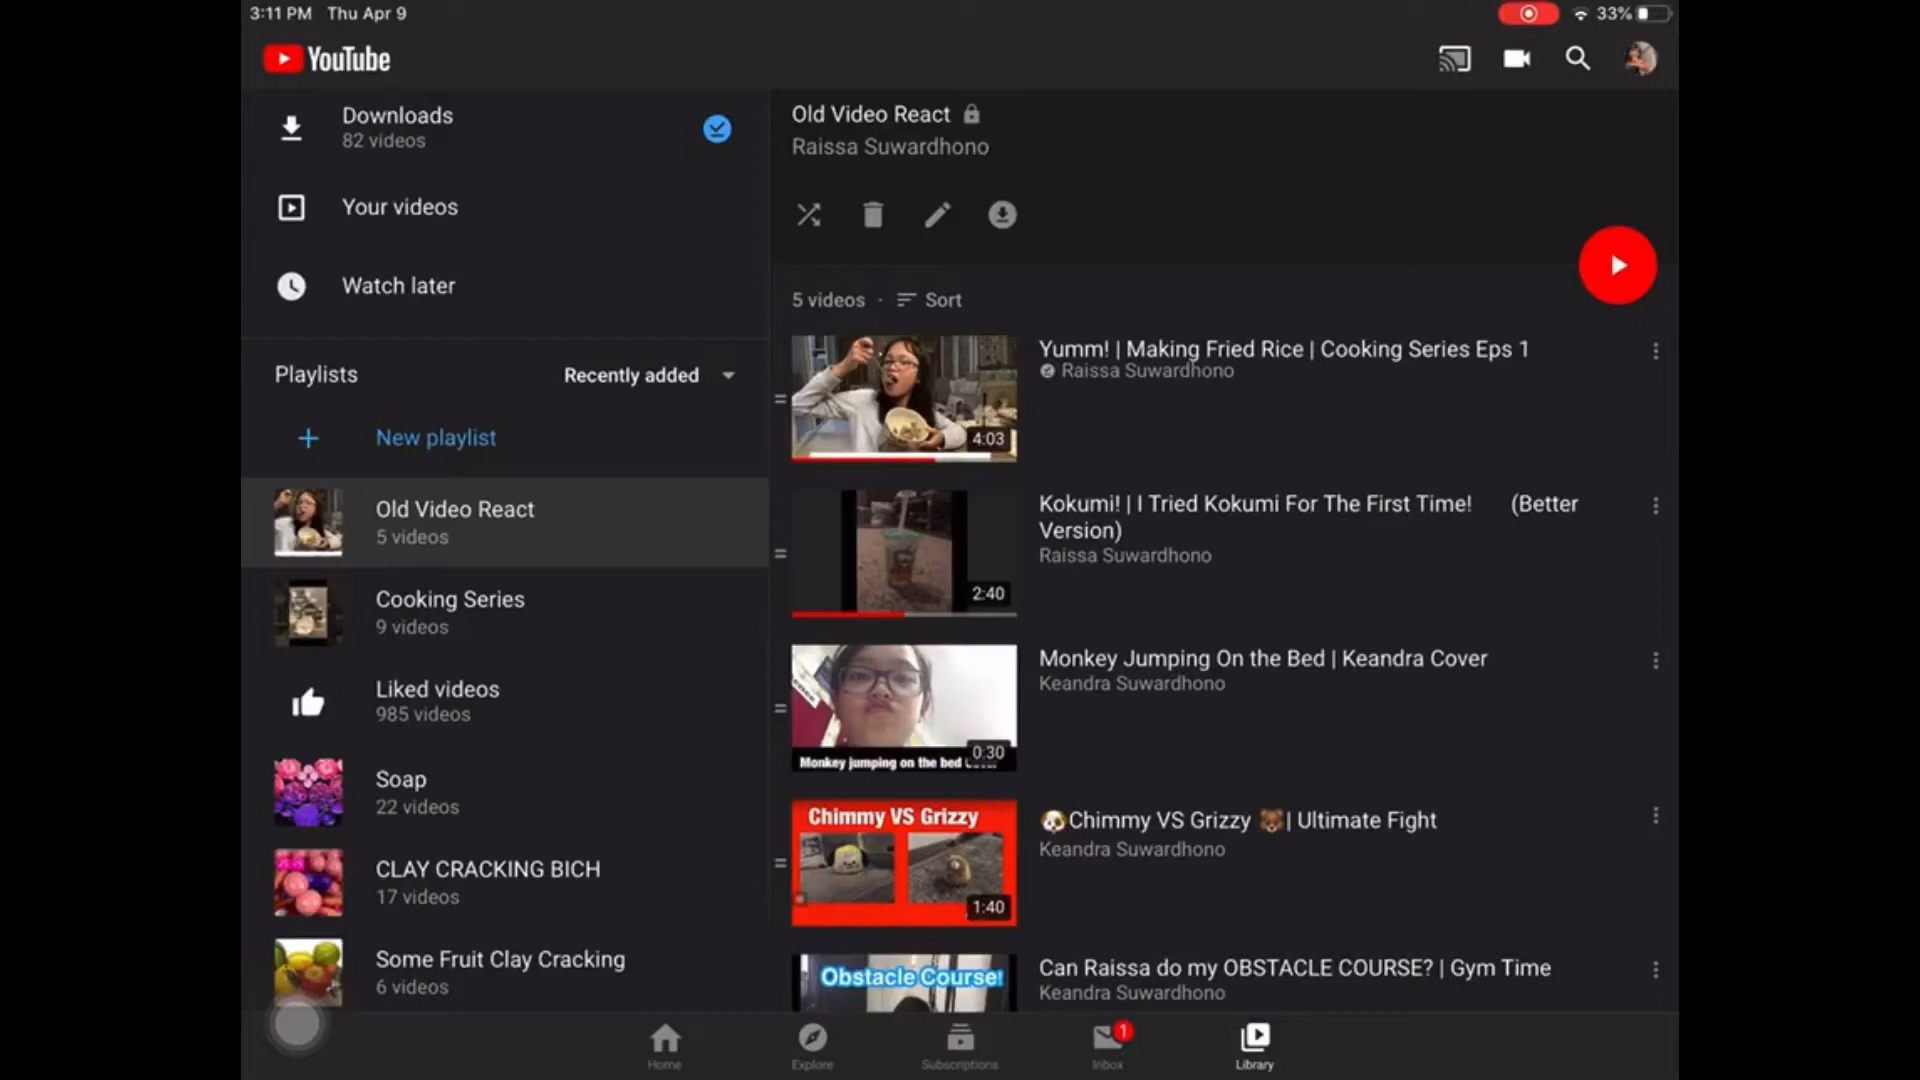 3:11 PM Thu Apr 9
33%
YouTube
Downloads
82 videos
Your videos
Watch later
Playlists
Recently added
New playlist
Old Video React
5 videos
Cooking Series
9 videos
Liked videos
985 videos
Soap
22 videos
CLAY CRACKING BICH
17 videos
Some Fruit Clay Cracking
6 videos
Old Video React
Raissa Suwardhono
5 videos · Sort
4:03
Yumm! | Making Fried Rice | Cooking Series Eps 1
Raissa Suwardhono
2:40
Kokumi! | I Tried Kokumi For The First Time! (Better
Version)
Raissa Suwardhono
0:30
Monkey jumping on the bed
Monkey Jumping On the Bed | Keandra Cover
Keandra Suwardhono
Chimmy VS Grizzy
1:40
🐶Chimmy VS Grizzy 🐻| Ultimate Fight
Keandra Suwardhono
Obstacle Course!
Can Raissa do my OBSTACLE COURSE? | Gym Time
Keandra Suwardhono
Home
Explore
Subscriptions
1
Inbox
Library